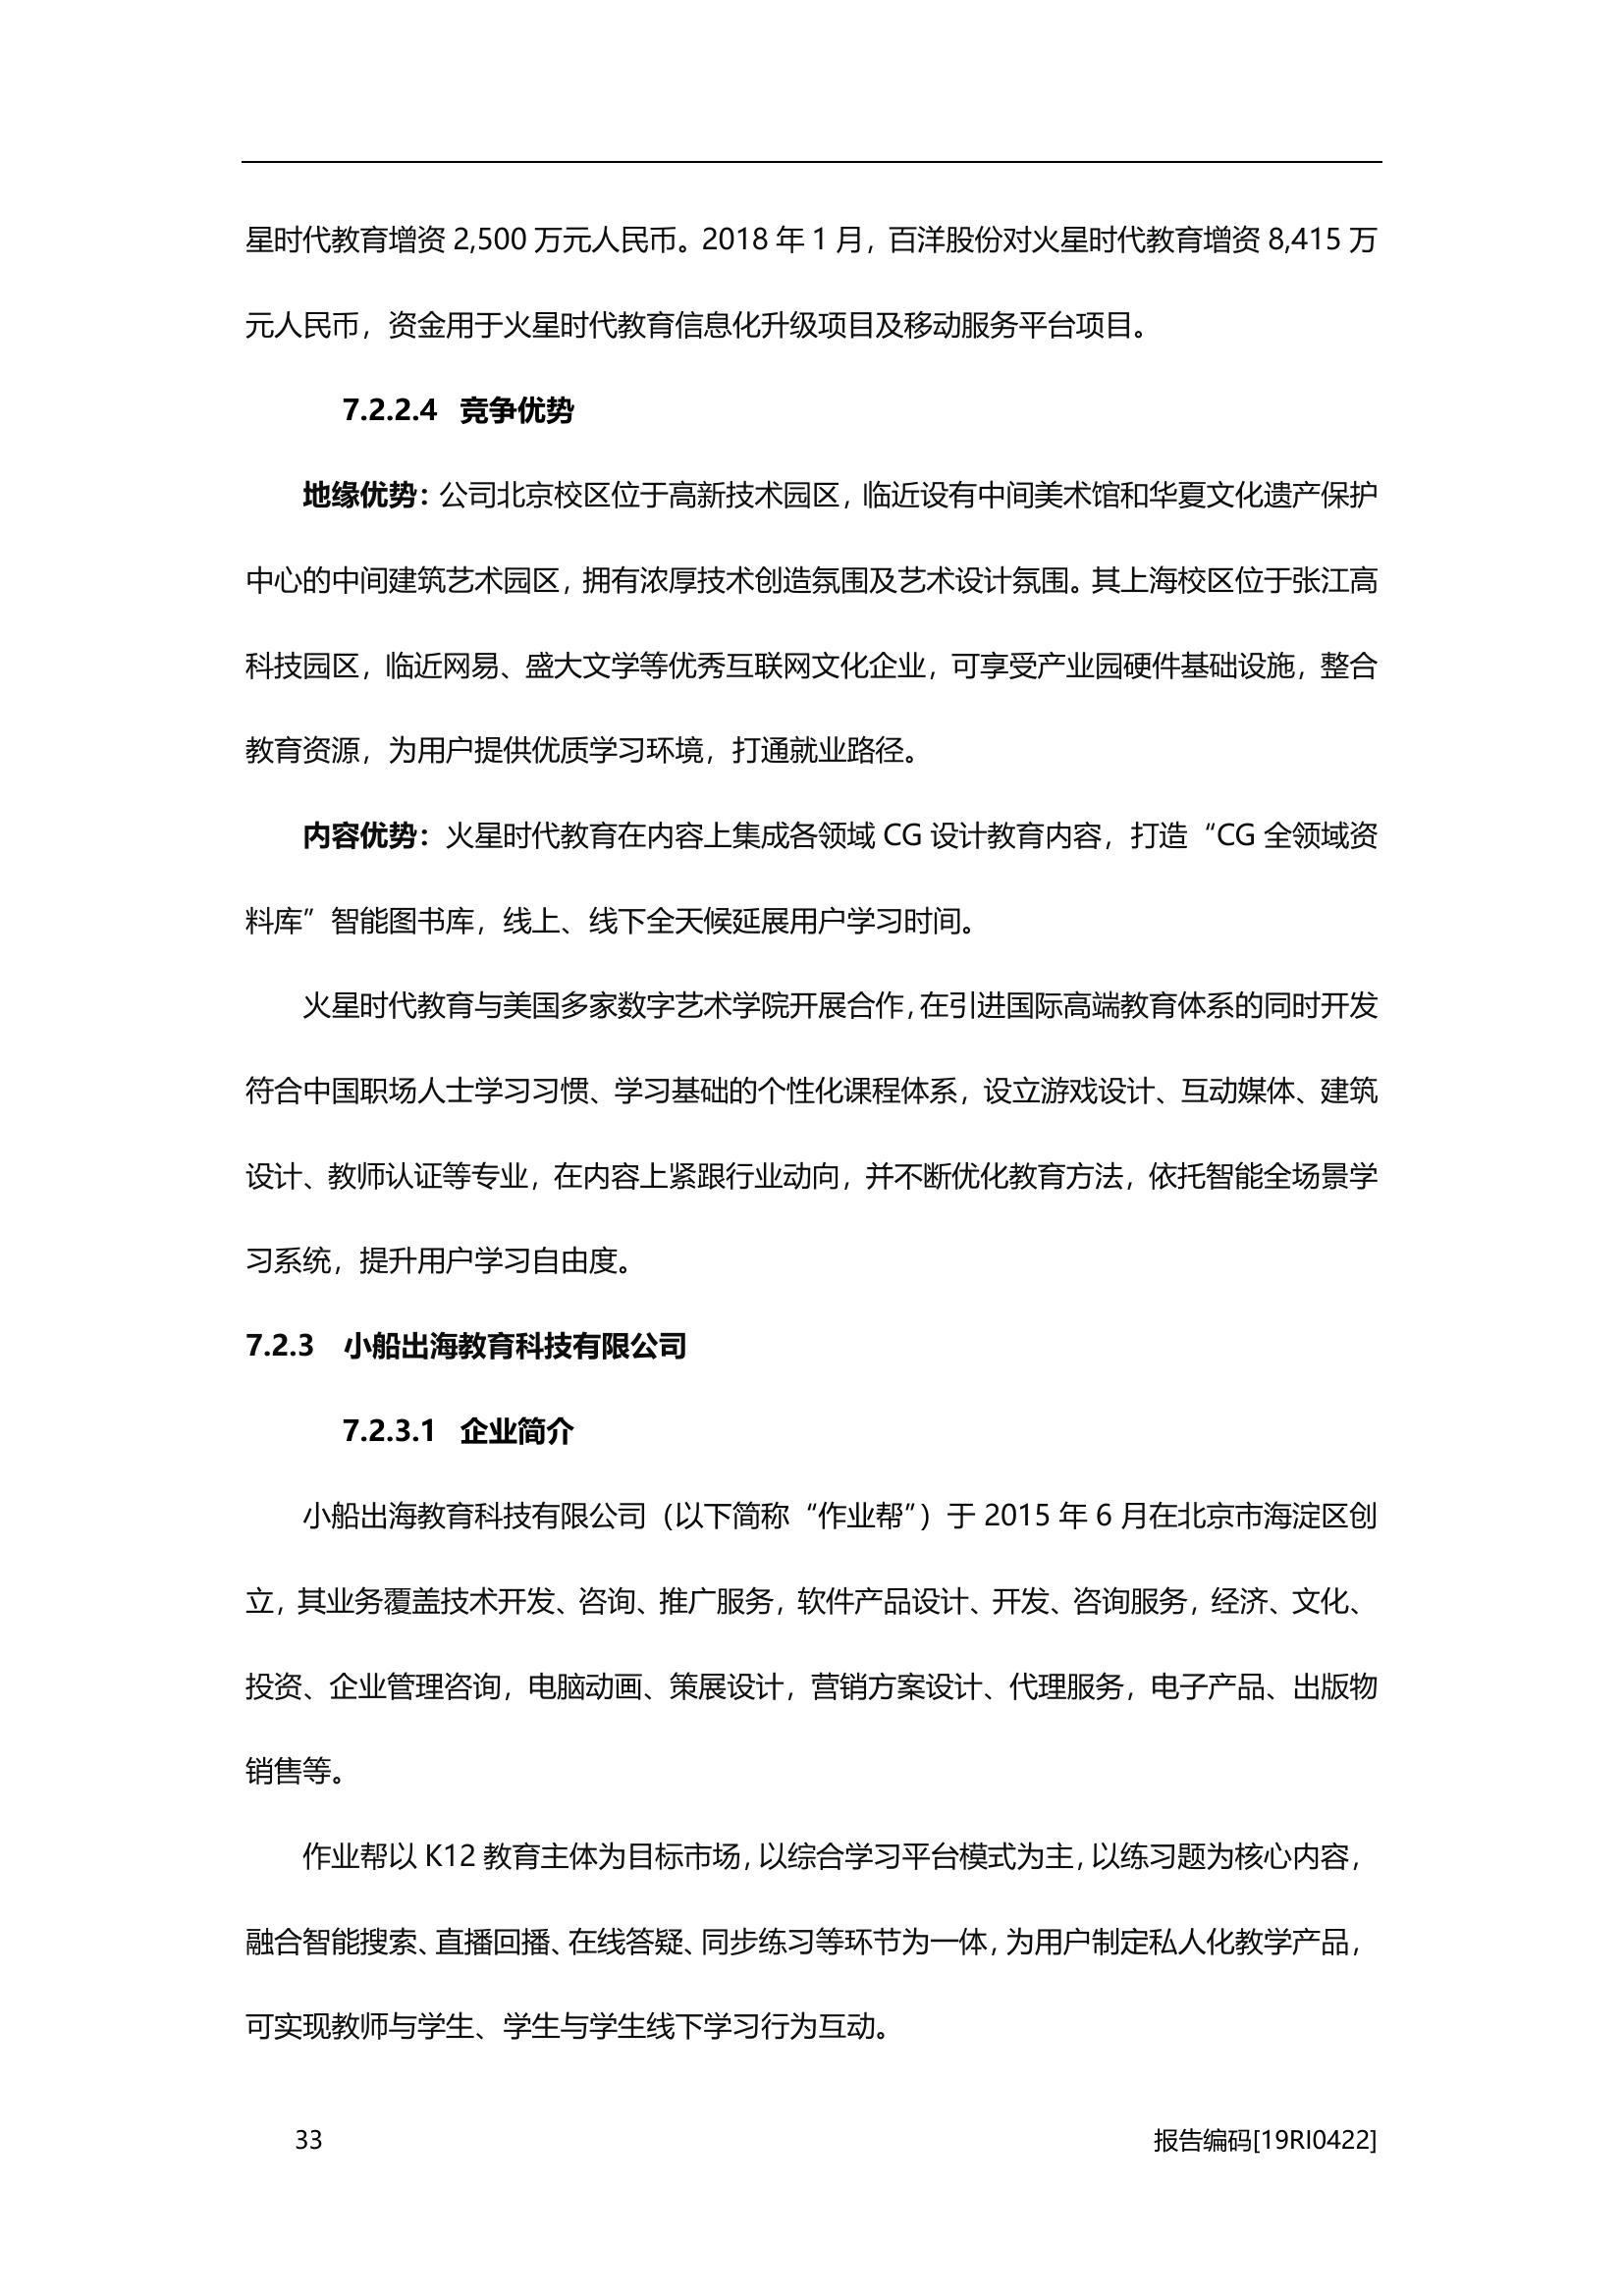 星时代教育增资 2,500 万元人民币。2018 年 1 月，百洋股份对火星时代教育增资 8,415 万
元人民币，资金用于火星时代教育信息化升级项目及移动服务平台项目。
7.2.2.4 竞争优势
地缘优势：公司北京校区位于高新技术园区，临近设有中间美术馆和华夏文化遗产保护
中心的中间建筑艺术园区，拥有浓厚技术创造氛围及艺术设计氛围。其上海校区位于张江高
科技园区，临近网易、盛大文学等优秀互联网文化企业，可享受产业园硬件基础设施，整合
教育资源，为用户提供优质学习环境，打通就业路径。
内容优势：火星时代教育在内容上集成各领域 CG 设计教育内容，打造“CG 全领域资
料库”智能图书库，线上、线下全天候延展用户学习时间。
火星时代教育与美国多家数字艺术学院开展合作，在引进国际高端教育体系的同时开发
符合中国职场人士学习习惯、学习基础的个性化课程体系，设立游戏设计、互动媒体、建筑
设计、教师认证等专业，在内容上紧跟行业动向，并不断优化教育方法，依托智能全场景学
习系统，提升用户学习自由度。
7.2.3 小船出海教育科技有限公司
7.2.3.1 企业简介
小船出海教育科技有限公司（以下简称“作业帮”）于 2015 年 6 月在北京市海淀区创
立，其业务覆盖技术开发、咨询、推广服务，软件产品设计、开发、咨询服务，经济、文化、
投资、企业管理咨询，电脑动画、策展设计，营销方案设计、代理服务，电子产品、出版物
销售等。
作业帮以 K12 教育主体为目标市场，以综合学习平台模式为主，以练习题为核心内容，
融合智能搜索、直播回播、在线答疑、同步练习等环节为一体，为用户制定私人化教学产品，
可实现教师与学生、学生与学生线下学习行为互动。
33 报告编码[19RI0422]